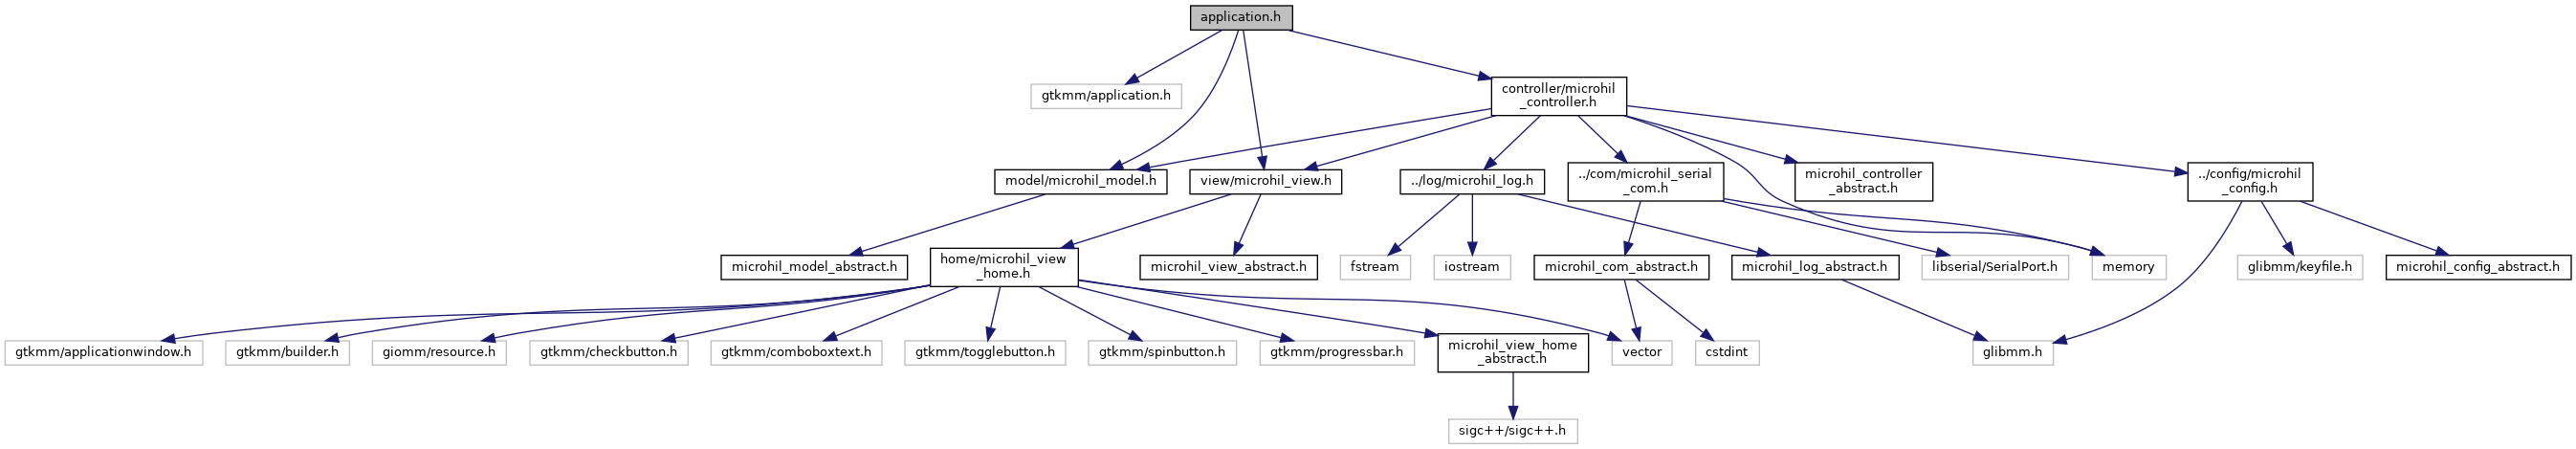 application.h
gtkmm/application.h
controller/microhil
_controller.h
model/microhil_model.h
view/microhil_view.h
../log/microhil_log.h
../com/microhil_serial
_com.h
microhil_controller
_abstract.h
../config/microhil
_config.h
microhil_model_abstract.h
home/microhil_view
_home.h
microhil_view_abstract.h
fstream
iostream
microhil_com_abstract.h
microhil_log_abstract.h
libserial/SerialPort.h
memory
glibmm/keyfile.h
microhil_config_abstract.h
gtkmm/applicationwindow.h
gtkmm/builder.h
giomm/resource.h
gtkmm/checkbutton.h
gtkmm/comboboxtext.h
gtkmm/togglebutton.h
gtkmm/spinbutton.h
gtkmm/progressbar.h
microhil_view_home
_abstract.h
vector
cstdint
glibmm.h
sigc++/sigc++.h